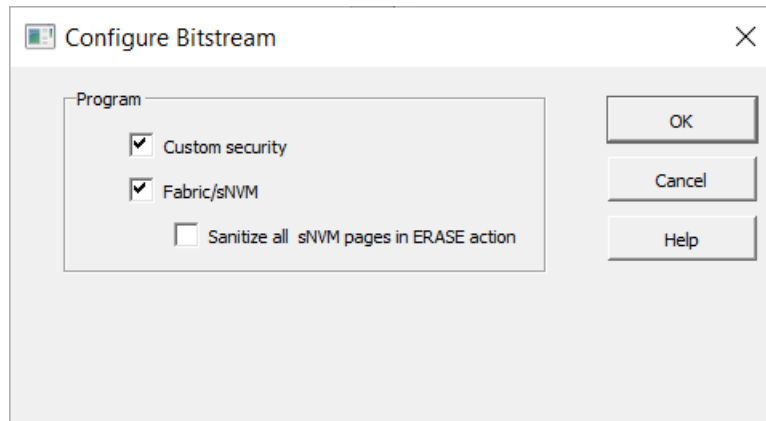 Configure Bitstream
Program
Custom security
Fabric/sNVM
Sanitize all sNVM pages in ERASE action
OK
Cancel
Help